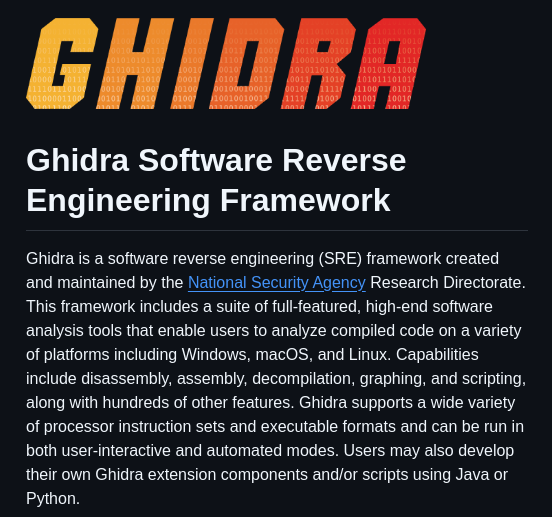 GHIDRA
Ghidra Software Reverse
Engineering Framework
Ghidra is a software reverse engineering (SRE) framework created
and maintained by the National Security Agency Research Directorate.
This framework includes a suite of full-featured, high-end software
analysis tools that enable users to analyze compiled code on a variety
of platforms including Windows, macOS, and Linux. Capabilities
include disassembly, assembly, decompilation, graphing, and scripting,
along with hundreds of other features. Ghidra supports a wide variety
of processor instruction sets and executable formats and can be run in
both user-interactive and automated modes. Users may also develop
their own Ghidra extension components and/or scripts using Java or
Python.